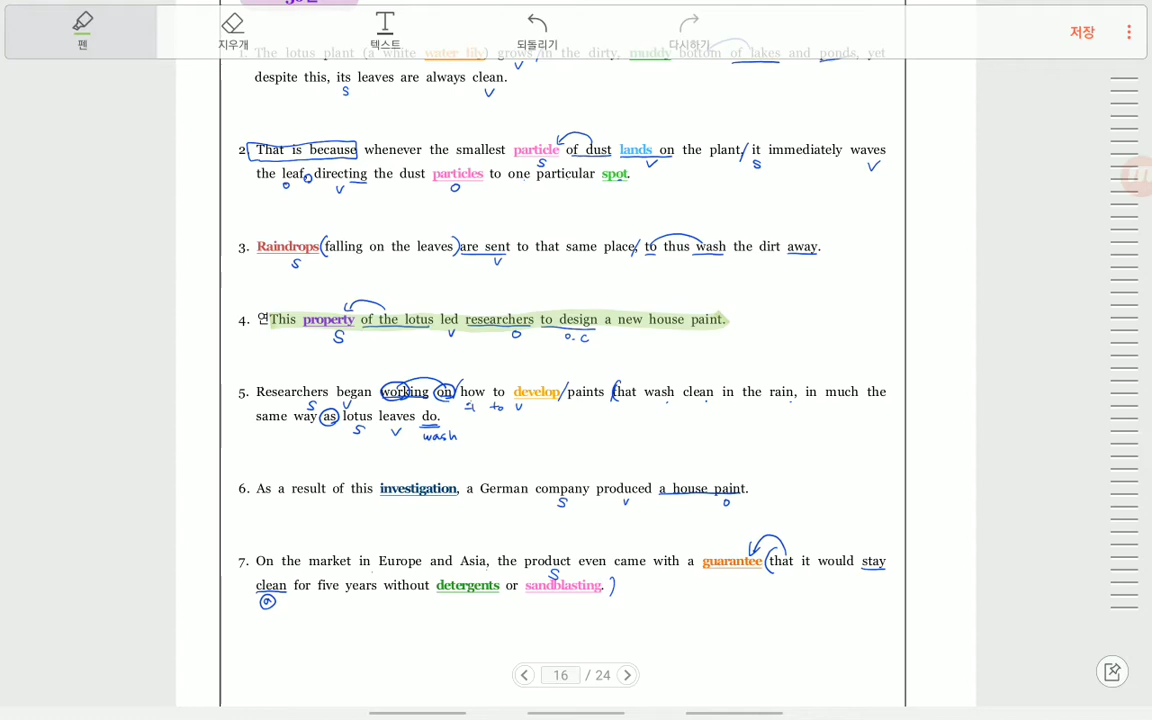 펜
지우개
텍스트
되돌리기
다시하기
저장
1. The lotus plant (a white water lily) grows in the dirty, muddy bottom of lakes and ponds, yet
despite this, its leaves are always clean.
V
S V
2. That is because whenever the smallest particle of dust lands on the plant/ it immediately waves
S V S V
the leaf, directing the dust particles to one particular spot.
O V O
3. Raindrops (falling on the leaves) are sent to that same place, / to thus wash the dirt away.
S V
4. 연This property of the lotus led researchers to design a new house paint.
S V O O.C
5. Researchers began working on/ how to develop/ paints (that wash clean in the rain, in much the
S V to V
same way as lotus leaves do.
S V wash
6. As a result of this investigation, a German company produced a house paint.
S V O
7. On the market in Europe and Asia, the product even came with a guarantee (that it would stay
S
clean for five years without detergents or sandblasting. )
a
16 / 24